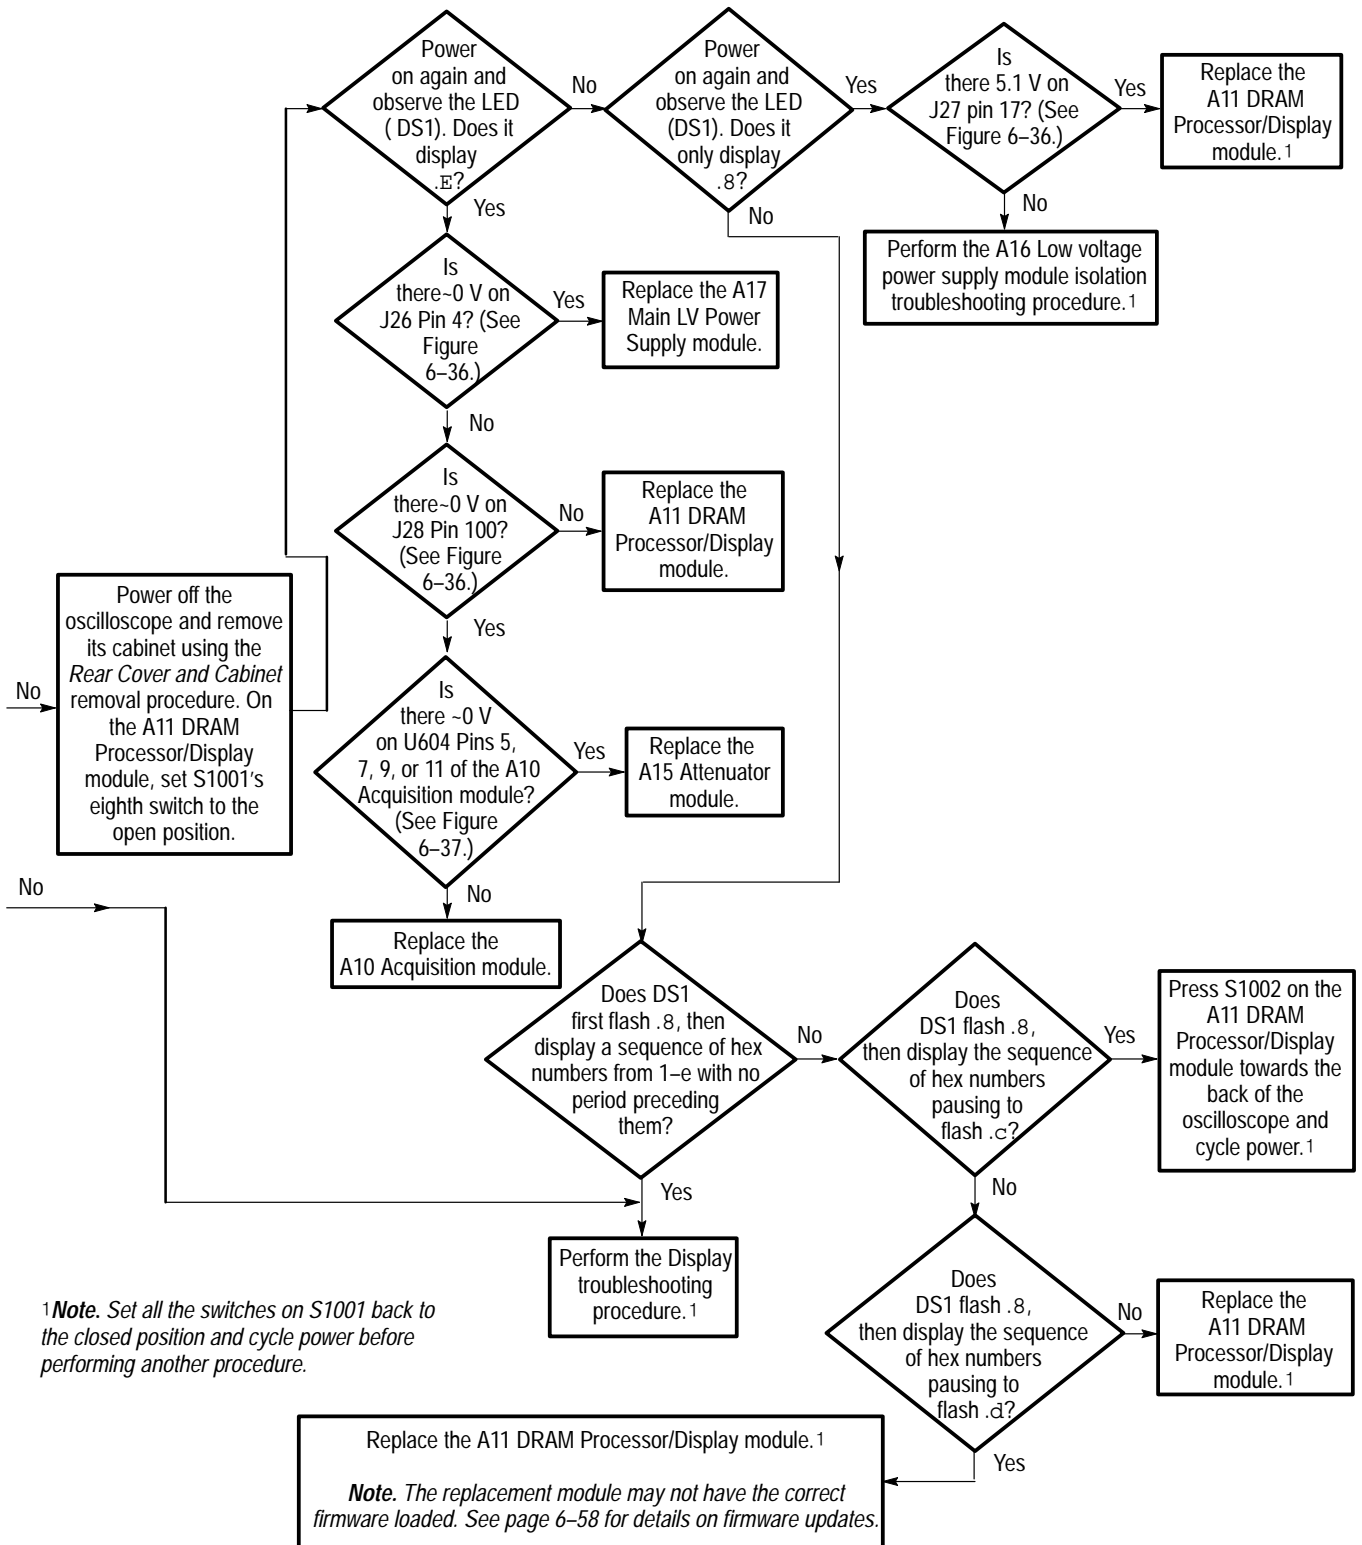 Power
on again and
observe the LED
( DS1). Does it
display
.E?
No
Yes
Power
on again and
observe the LED
(DS1). Does it
only display
.8?
Yes
No
Is
there 5.1 V on
J27 pin 17? (See
Figure 6–36.)
Yes
No
Replace the
A11 DRAM
Processor/Display
module.1
Perform the A16 Low voltage
power supply module isolation
troubleshooting procedure.1
Is
there~0 V on
J26 Pin 4? (See
Figure
6–36.)
Yes
No
Replace the A17
Main LV Power
Supply module.
Is
there~0 V on
J28 Pin 100?
(See Figure
6–36.)
No
Yes
Replace the
A11 DRAM
Processor/Display
module.
No
Power off the
oscilloscope and remove
its cabinet using the
Rear Cover and Cabinet
removal procedure. On
the A11 DRAM
Processor/Display
module, set S1001's
eighth switch to the
open position.
Is
there ~0 V
on U604 Pins 5,
7, 9, or 11 of the A10
Acquisition module?
(See Figure
6–37.)
Yes
No
Replace the
A15 Attenuator
module.
No
Replace the
A10 Acquisition module.
Does DS1
first flash .8, then
display a sequence of hex
numbers from 1–e with no
period preceding
them?
No
Yes
Does
DS1 flash .8,
then display the sequence
of hex numbers
pausing to
flash .c?
Yes
No
Press S1002 on the
A11 DRAM
Processor/Display
module towards the
back of the
oscilloscope and
cycle power.1
Perform the Display
troubleshooting
procedure.1
Does
DS1 flash .8,
then display the sequence
of hex numbers
pausing to
flash .d?
No
Yes
Replace the
A11 DRAM
Processor/Display
module.1
1Note. Set all the switches on S1001 back to
the closed position and cycle power before
performing another procedure.
Replace the A11 DRAM Processor/Display module.1
Note. The replacement module may not have the correct
firmware loaded. See page 6–58 for details on firmware updates.